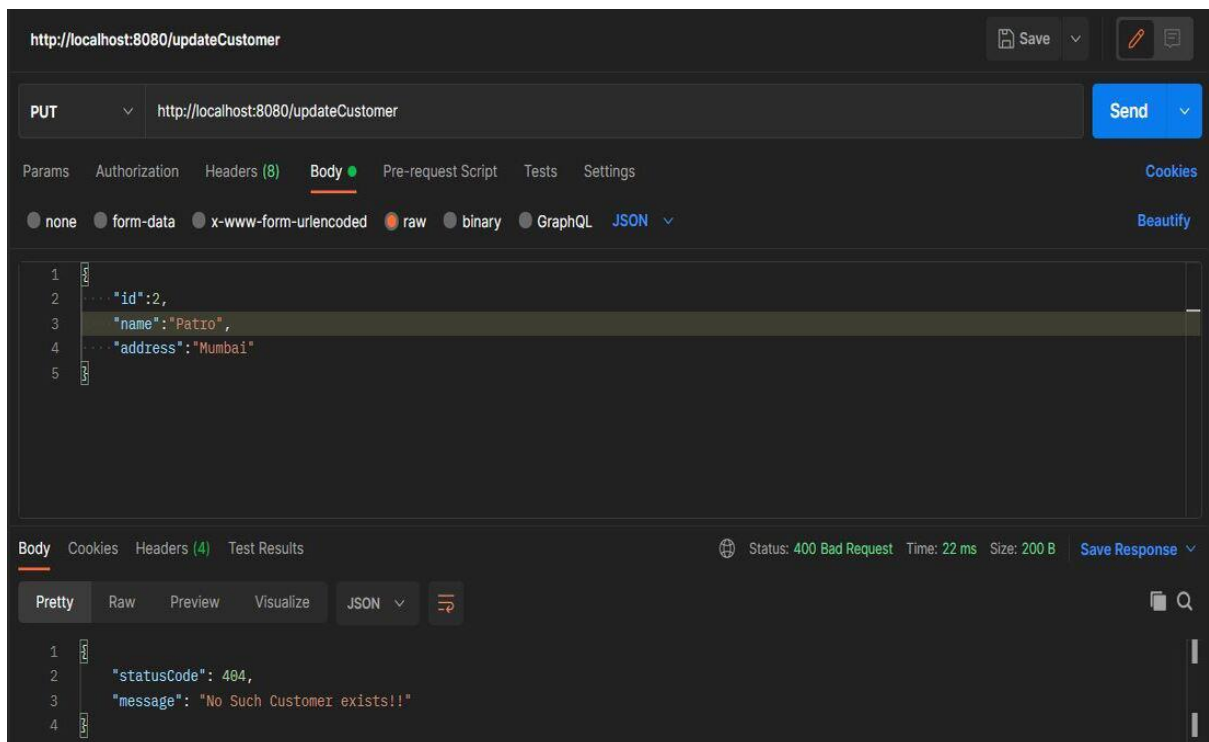 http://localhost:8080/updateCustomer
Save
PUT http://localhost:8080/updateCustomer Send
Params Authorization Headers (8) Body Pre-request Script Tests Settings Cookies
none form-data x-www-form-urlencoded raw binary GraphQL JSON Beautify
1 {
2 ····"id":2,
3 ····"name":"Patro",
4 ····"address":"Mumbai"
5 }
Body Cookies Headers (4) Test Results Status: 400 Bad Request Time: 22 ms Size: 200 B Save Response
Pretty Raw Preview Visualize JSON
1 {
2 "statusCode": 404,
3 "message": "No Such Customer exists!!"
4 }